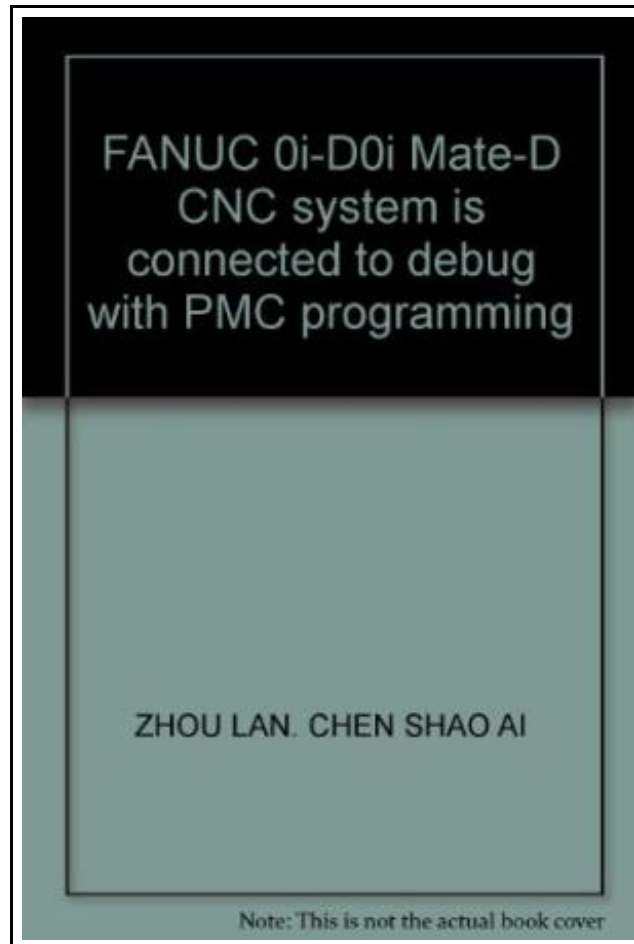 FANUC 0i-D0i Mate-D
CNC system is
connected to debug
with PMC programming
ZHOU LAN. CHEN SHAO AI
Note: This is not the actual book cover